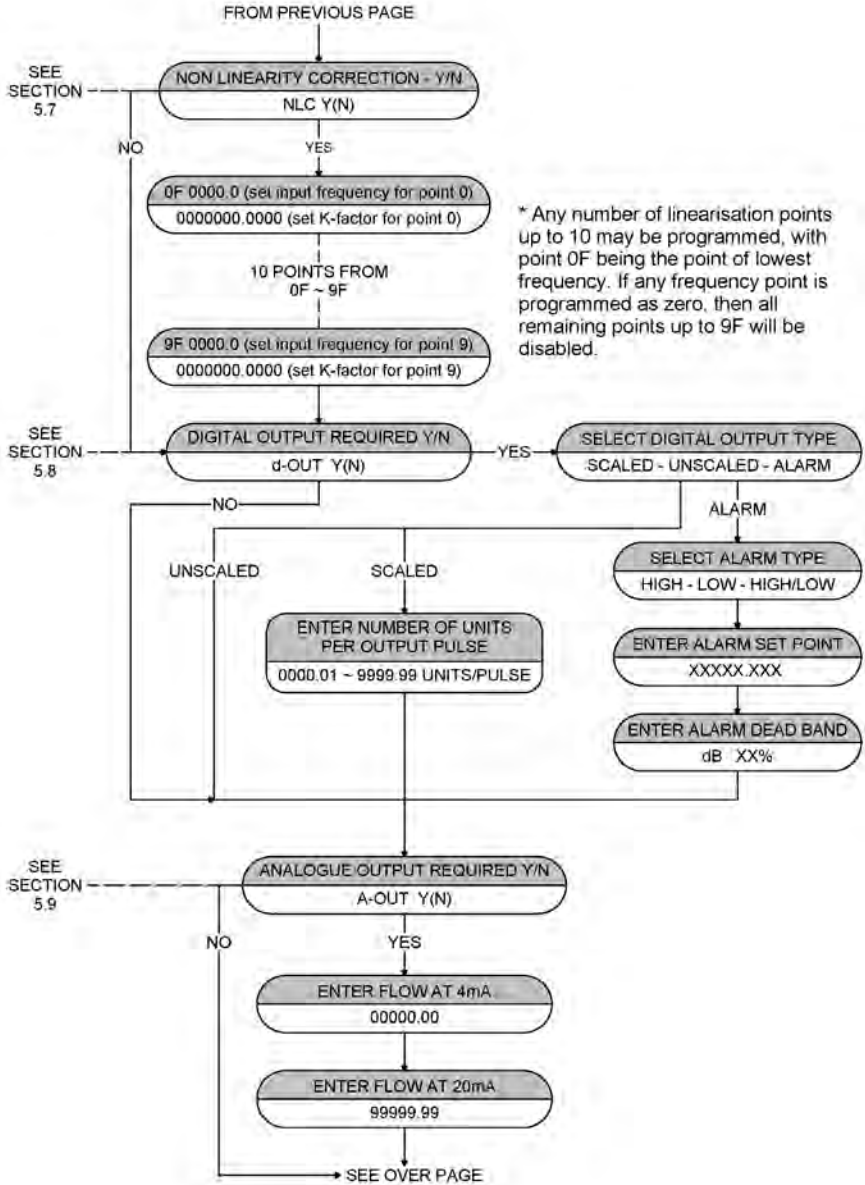 FROM PREVIOUS PAGE
SEE
SECTION
5.7
NON LINEARITY CORRECTION - Y/N
NLC Y(N)
NO
YES
0F 0000.0 (set input frequency for point 0)
0000000.0000 (set K-factor for point 0)
10 POINTS FROM
0F ~ 9F
9F 0000.0 (set input frequency for point 9)
0000000.0000 (set K-factor for point 9)
* Any number of linearisation points
up to 10 may be programmed, with
point 0F being the point of lowest
frequency. If any frequency point is
programmed as zero, then all
remaining points up to 9F will be
disabled.
SEE
SECTION
5.8
DIGITAL OUTPUT REQUIRED Y/N
d-OUT Y(N)
YES
SELECT DIGITAL OUTPUT TYPE
SCALED - UNSCALED - ALARM
NO
ALARM
UNSCALED
SCALED
SELECT ALARM TYPE
HIGH - LOW - HIGH/LOW
ENTER NUMBER OF UNITS
PER OUTPUT PULSE
0000.01 ~ 9999.99 UNITS/PULSE
ENTER ALARM SET POINT
XXXXX.XXX
ENTER ALARM DEAD BAND
dB XX%
SEE
SECTION
5.9
ANALOGUE OUTPUT REQUIRED Y/N
A-OUT Y(N)
NO
YES
ENTER FLOW AT 4mA
00000.00
ENTER FLOW AT 20mA
99999.99
SEE OVER PAGE